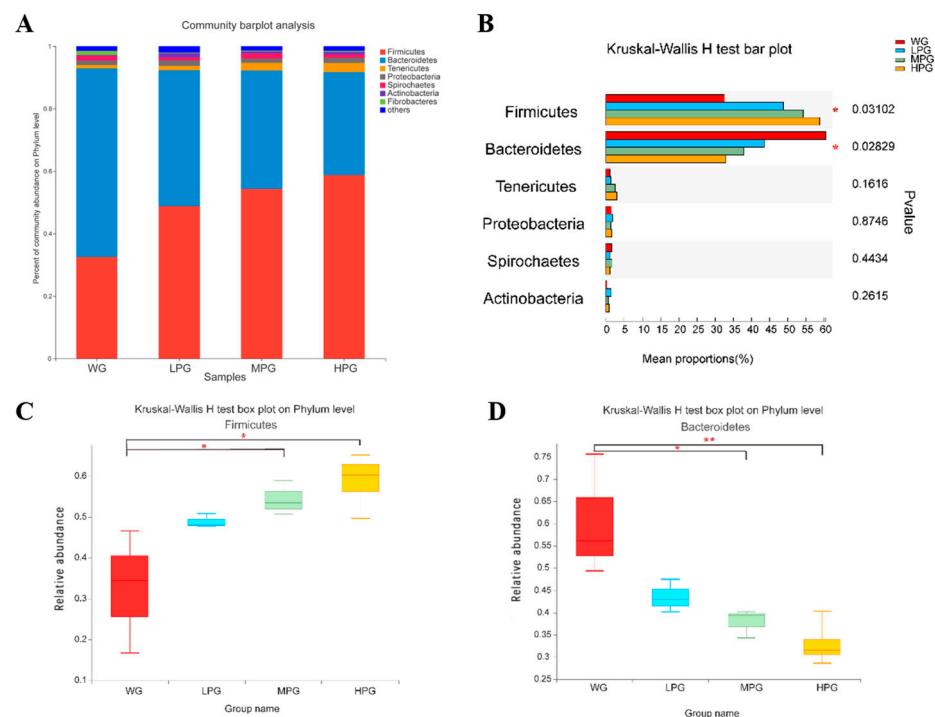 A
Community barplot analysis
Percent of community abundance on Phylum level
1
0.8
0.6
0.4
0.2
0
WG LPG MPG HPG
Samples
Firmicutes
Bacteroidetes
Tenericutes
Proteobacteria
Spirochaetes
Actinobacteria
Fibrobacteres
others
B
Kruskal-Wallis H test bar plot
WG
LPG
MPG
HPG
Firmicutes * 0.03102
Bacteroidetes * 0.02829
Tenericutes 0.1616
Proteobacteria 0.8746
Spirochaetes 0.4434
Actinobacteria 0.2615
Pvalue
0 5 10 15 20 25 30 35 40 45 50 55 60
Mean proportions(%)
C
Kruskal-Wallis H test box plot on Phylum level
Firmicutes
*
*
Relative abundance
0.6
0.5
0.4
0.3
0.2
0.1
WG LPG MPG HPG
Group name
D
Kruskal-Wallis H test box plot on Phylum level
Bacteroidetes
**
*
Relative abundance
0.75
0.7
0.65
0.6
0.55
0.5
0.45
0.4
0.35
0.3
0.25
WG LPG MPG HPG
Group name